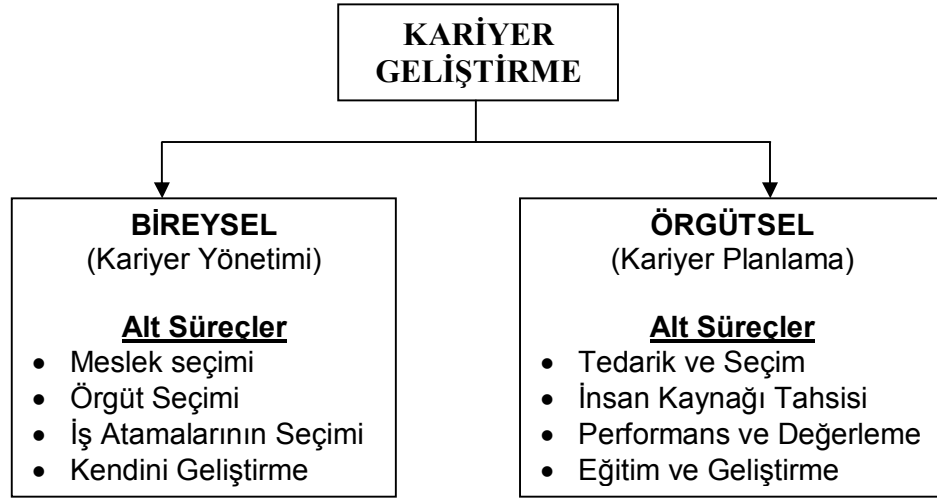 KARİYER
GELİŞTİRME
BİREYSEL
(Kariyer Yönetimi)
Alt Süreçler
• Meslek seçimi
• Örgüt Seçimi
• İş Atamalarının Seçimi
• Kendini Geliştirme
ÖRGÜTSEL
(Kariyer Planlama)
Alt Süreçler
• Tedarik ve Seçim
• İnsan Kaynağı Tahsisi
• Performans ve Değerleme
• Eğitim ve Geliştirme